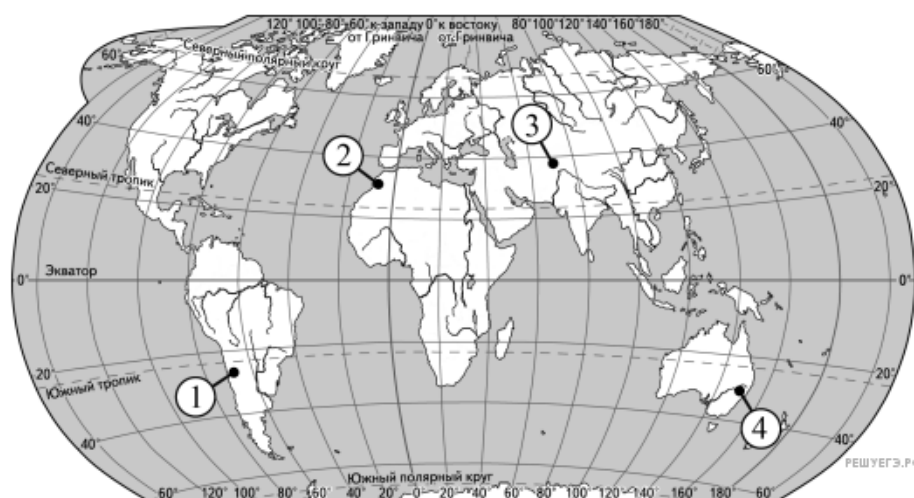 120° 100° 80° 60° к западу 0° к востоку 80° 100° 120° 140° 160° 180°
от Гринвича от Гринвича
60° Северный полярный круг 60°
3
40° 40°
2
Северный тропик
20° 20°
Экватор
0° 0°
20° 20°
Южный тропик
1
4
40° 40°
РЕШУЕГЭ.РФ
Южный полярный круг
60° 120° 100° 80° 160° 40° 20° 0° 20° 40° 60° 80° 100° 120° 140° 160° 180° 60°